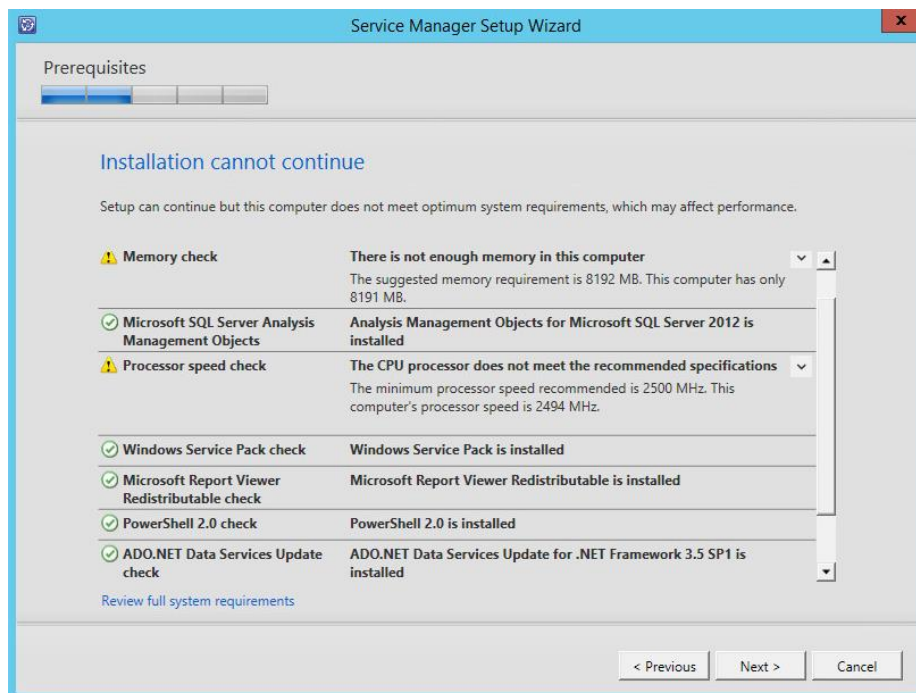 Service Manager Setup Wizard
x
Prerequisites
Installation cannot continue
Setup can continue but this computer does not meet optimum system requirements, which may affect performance.
Memory check There is not enough memory in this computer
The suggested memory requirement is 8192 MB. This computer has only
8191 MB.
Microsoft SQL Server Analysis Analysis Management Objects for Microsoft SQL Server 2012 is
Management Objects installed
Processor speed check The CPU processor does not meet the recommended specifications
The minimum processor speed recommended is 2500 MHz. This
computer's processor speed is 2494 MHz.
Windows Service Pack check Windows Service Pack is installed
Microsoft Report Viewer Microsoft Report Viewer Redistributable is installed
Redistributable check
PowerShell 2.0 check PowerShell 2.0 is installed
ADO.NET Data Services Update ADO.NET Data Services Update for .NET Framework 3.5 SP1 is
check installed
Review full system requirements
< Previous Next > Cancel